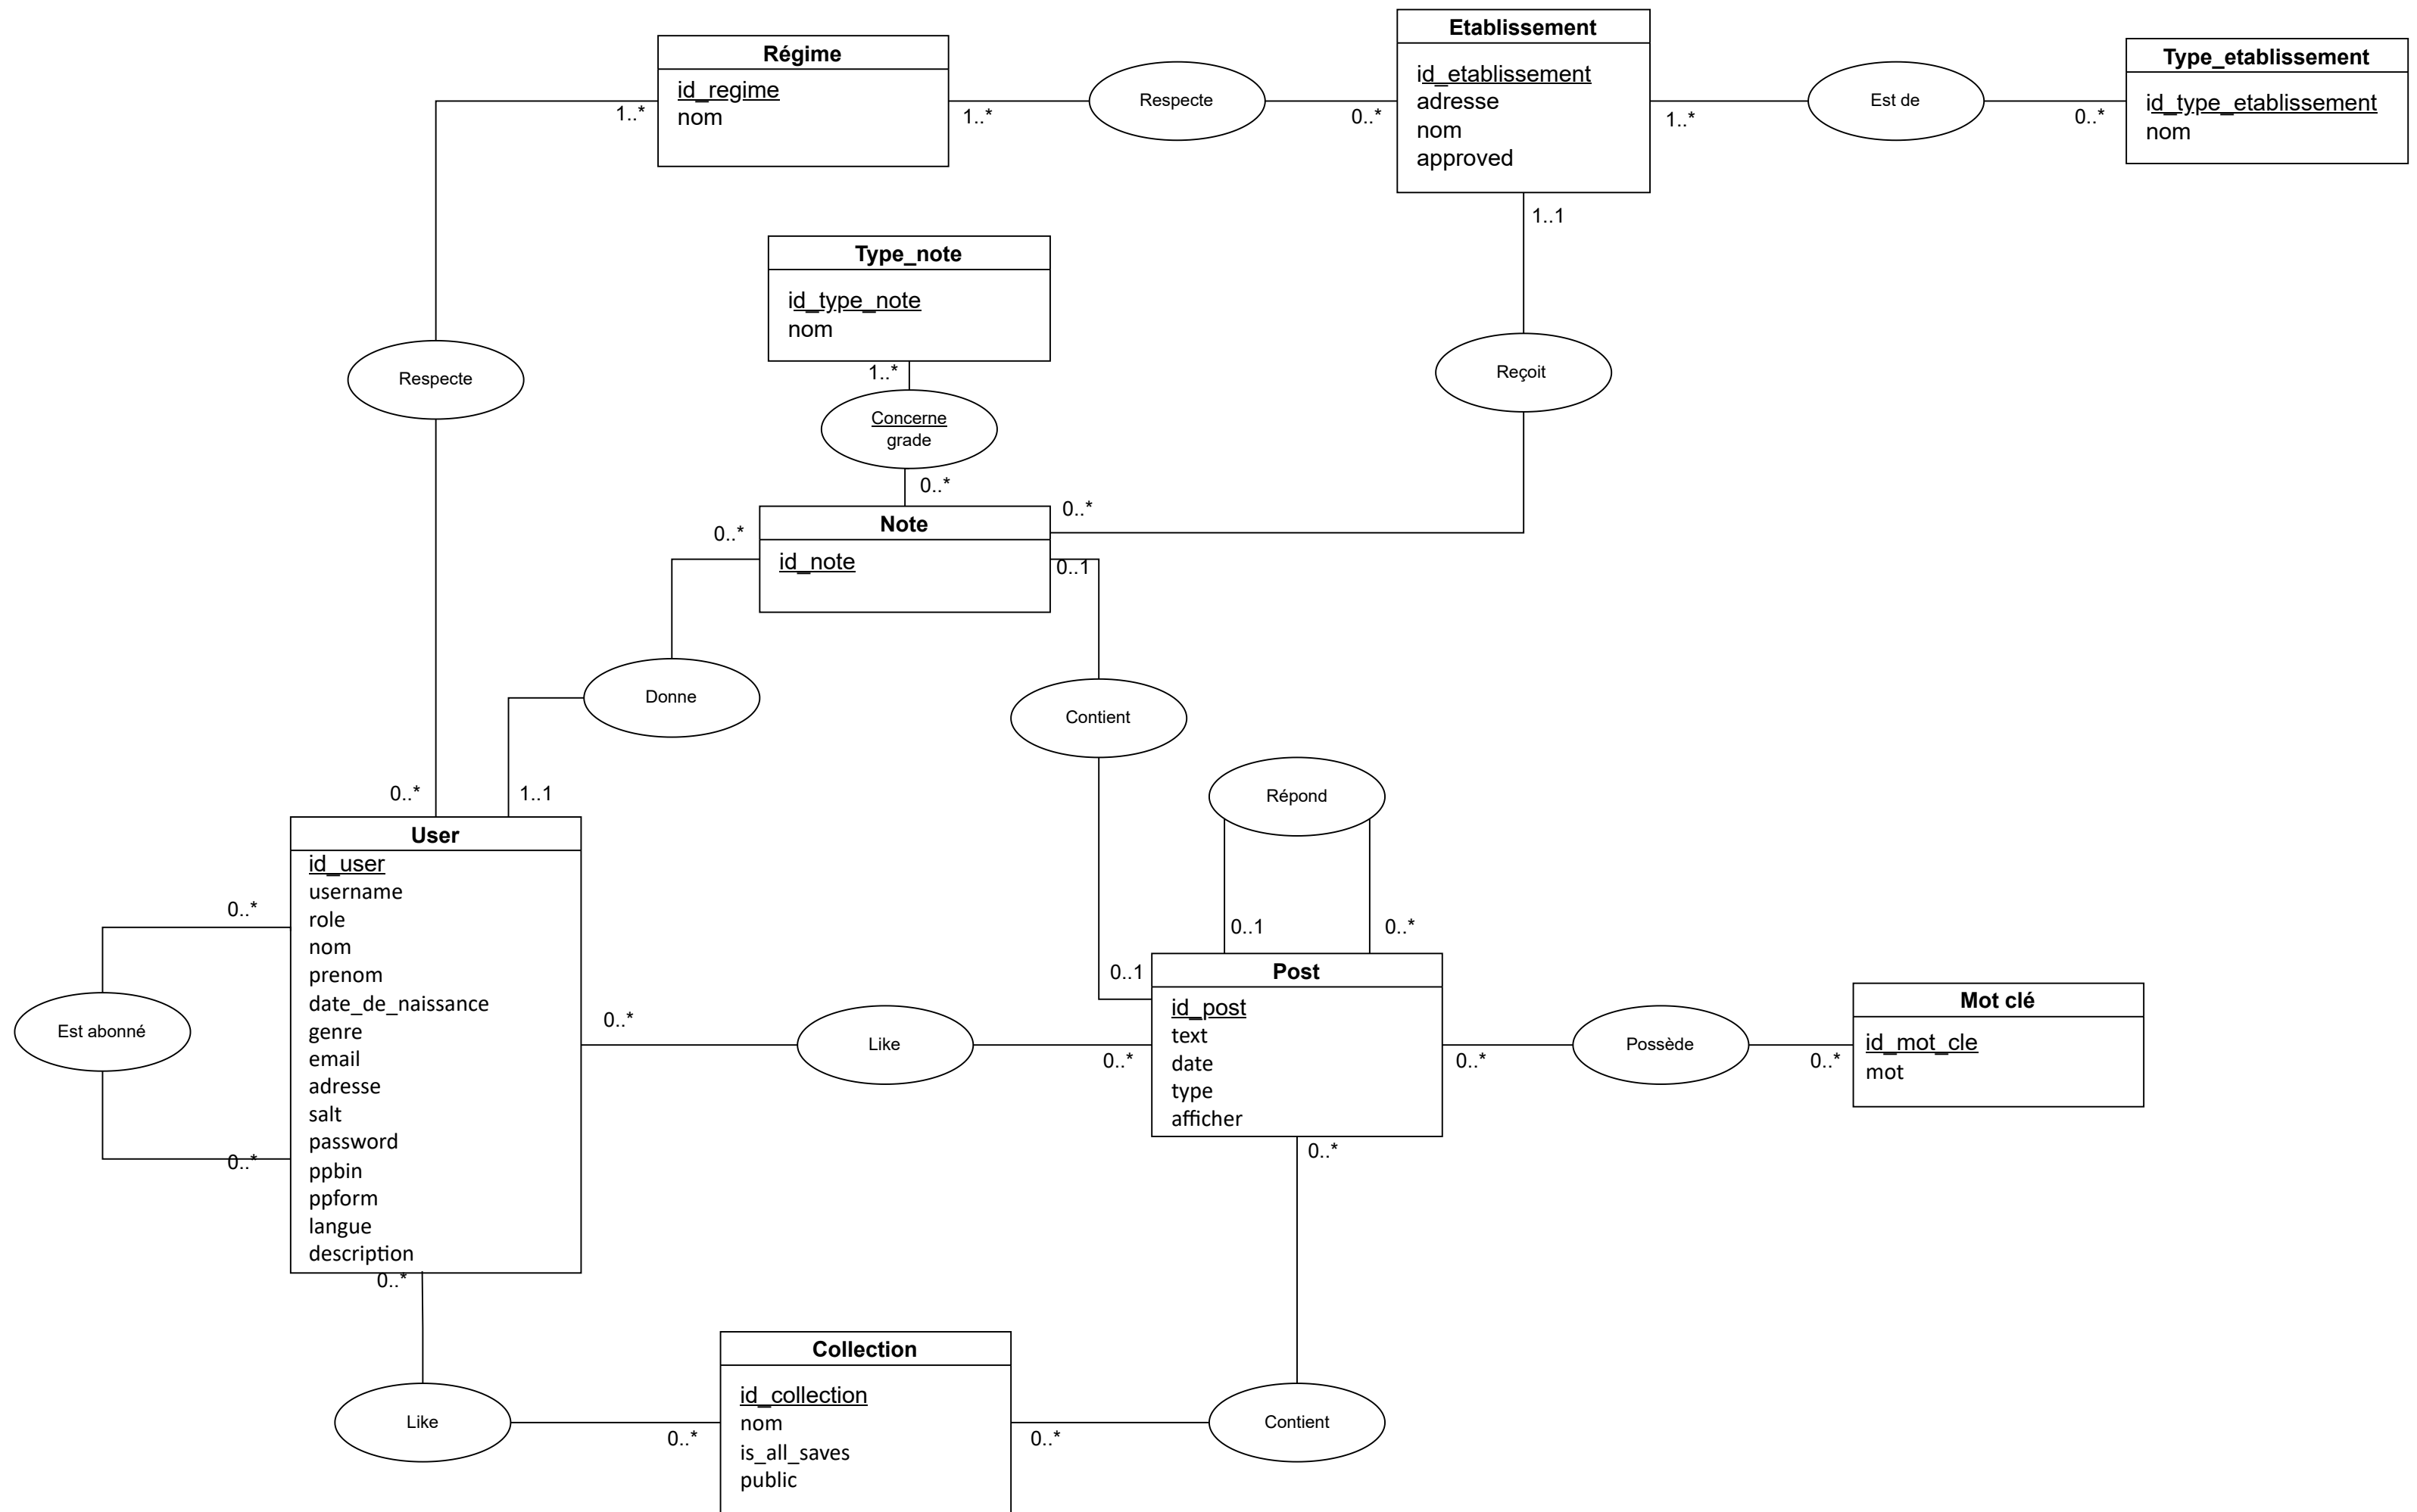 Etablissement
id_etablissement
adresse
nom
approved
Régime
id_regime
nom
1..*
1..*
Respecte
0..*
1..*
Est de
0..*
Type_etablissement
id_type_etablissement
nom
1..1
Type_note
id_type_note
nom
1..*
Concerne
grade
0..*
Respecte
Reçoit
Note
id_note
0..*
0..*
0..1
Donne
Contient
Répond
0..*
1..1
0..1
0..*
User
id_user
username
role
nom
prenom
date_de_naissance
genre
email
adresse
salt
password
ppbin
ppform
langue
description
0..*
Est abonné
0..*
0..*
Like
0..*
0..1
Post
id_post
text
date
type
afficher
0..*
Possède
0..*
Mot clé
id_mot_cle
mot
0..*
0..*
Like
0..*
Collection
id_collection
nom
is_all_saves
public
0..*
Contient